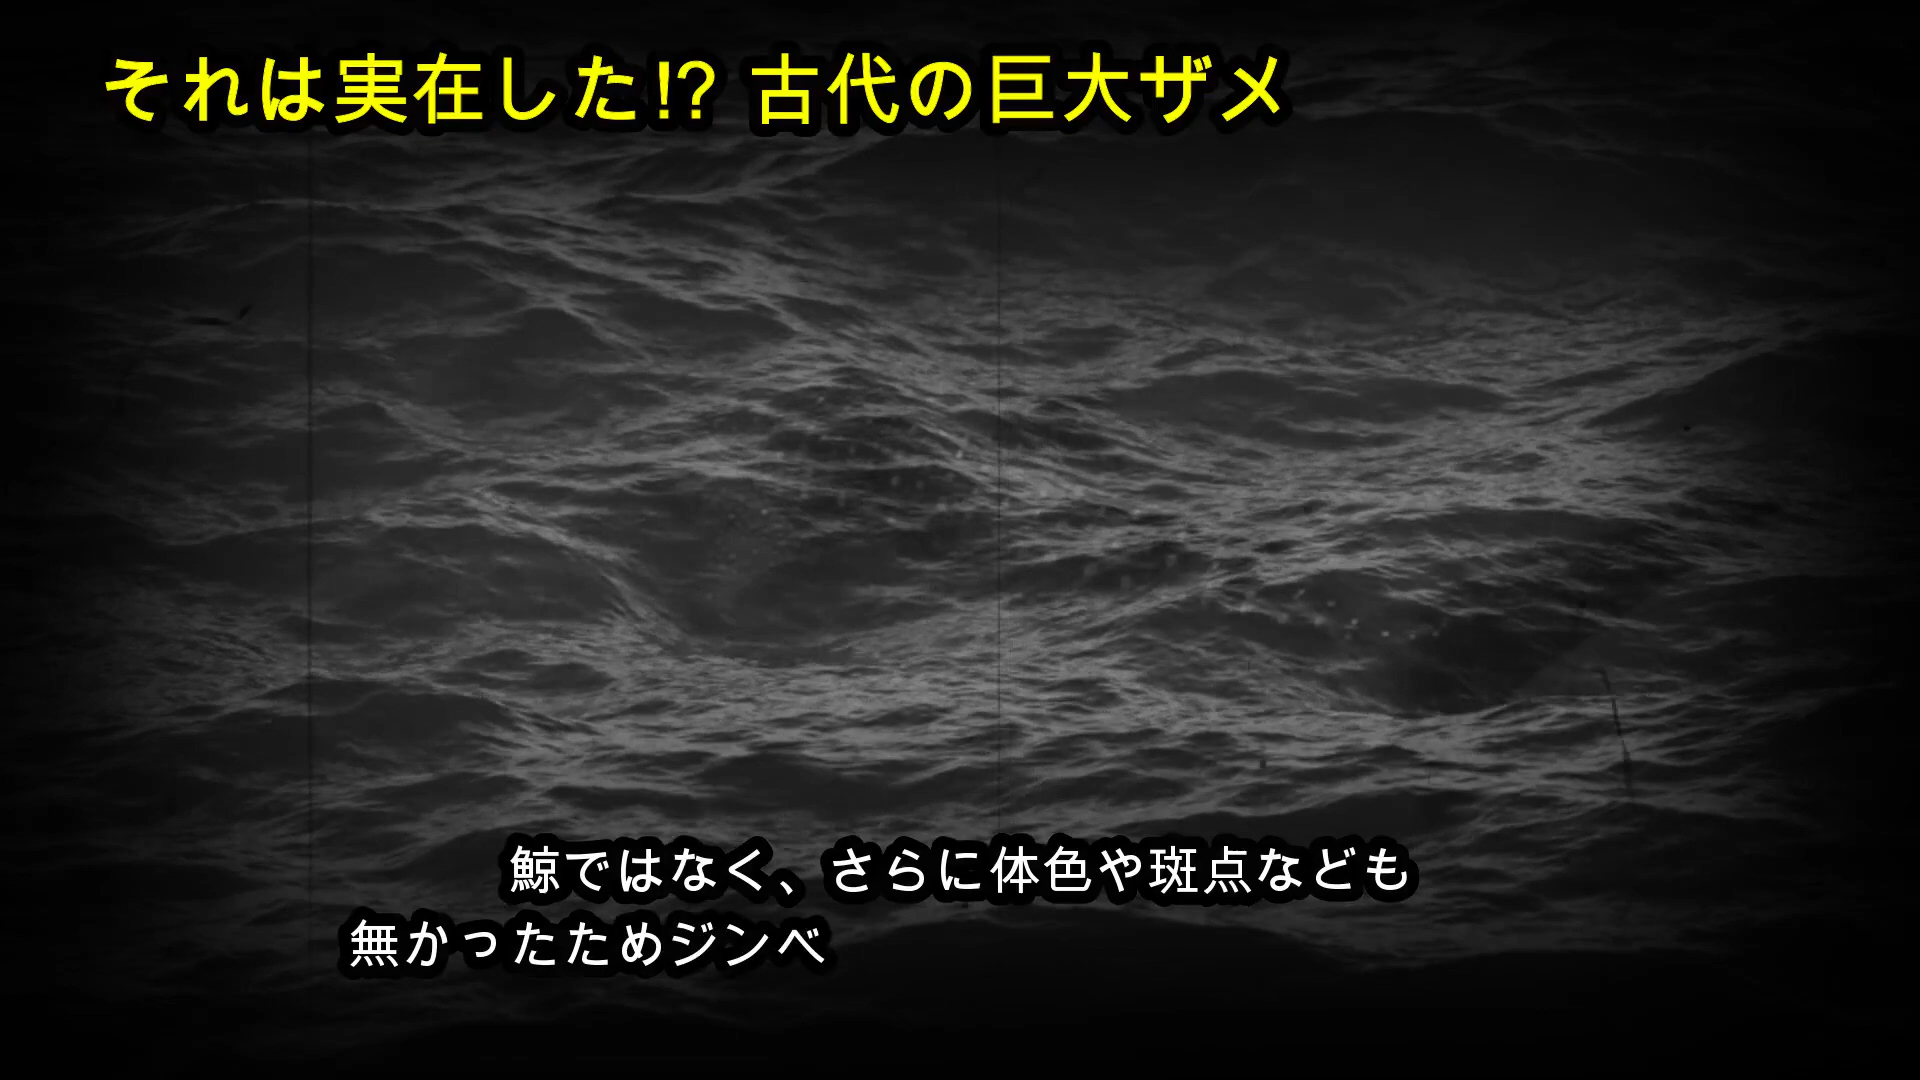 それは実在した!? 古代の巨大ザメ
鯨ではなく、さらに体色や斑点なども
無かったためジンベ